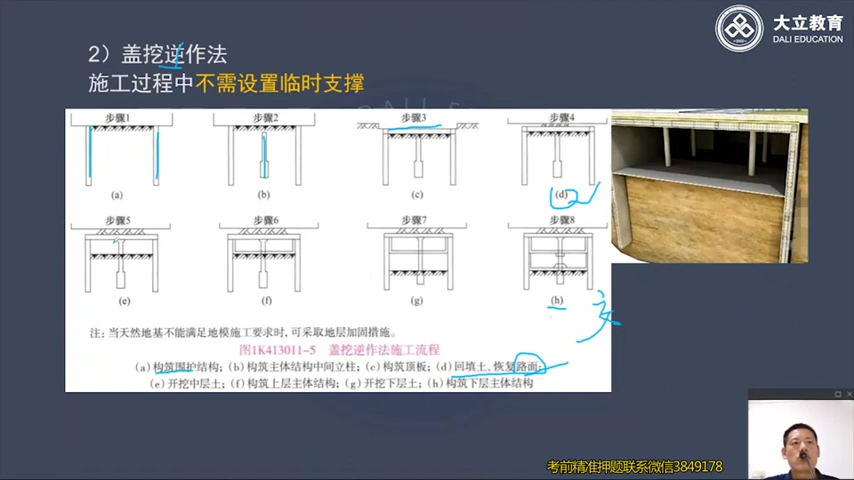 大立教育
DALI EDUCATION
2）盖挖逆作法
施工过程中不需设置临时支撑
步骤1 步骤2 步骤3 步骤4
(a) (b) (c) (d)
步骤5 步骤6 步骤7 步骤8
(e) (f) (g) (h)
注：当天然地基不能满足地模施工要求时，可采取地层加固措施。
图1K413011-5 盖挖逆作法施工流程
(a)构筑围护结构；(b)构筑主体结构中间立柱；(c)构筑顶板；(d)回填土、恢复路面；
(e)开挖中层土；(f)构筑上层主体结构；(g)开挖下层土；(h)构筑下层主体结构
考前精准押题联系微信3849178